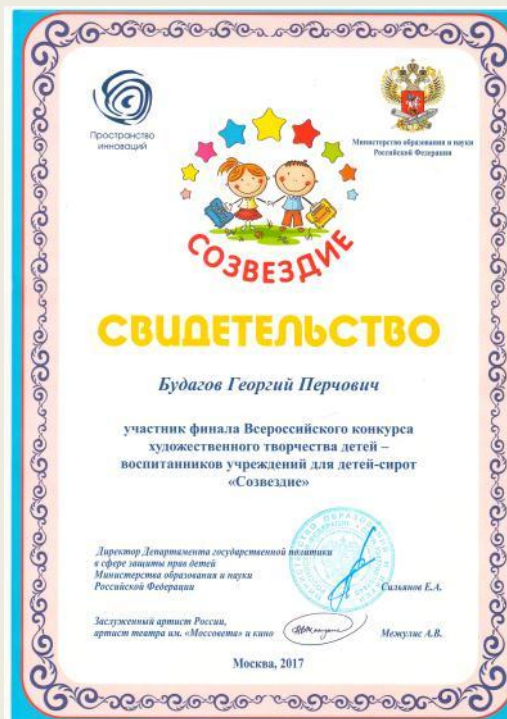 Пространство
инноваций
Министерство образования и науки
Российской Федерации
СОЗВЕЗДИЕ
СВИДЕТЕЛЬСТВО
Будагов Георгий Перчович
участник финала Всероссийского конкурса
художественного творчества детей –
воспитанников учреждений для детей-сирот
«Созвездие»
Директор Департамента государственной политики
в сфере защиты прав детей
Министерства образования и науки
Российской Федерации
Сильянов Е.А.
Заслуженный артист России,
артист театра им. «Моссовета» и кино
Межулис А.В.
Москва, 2017